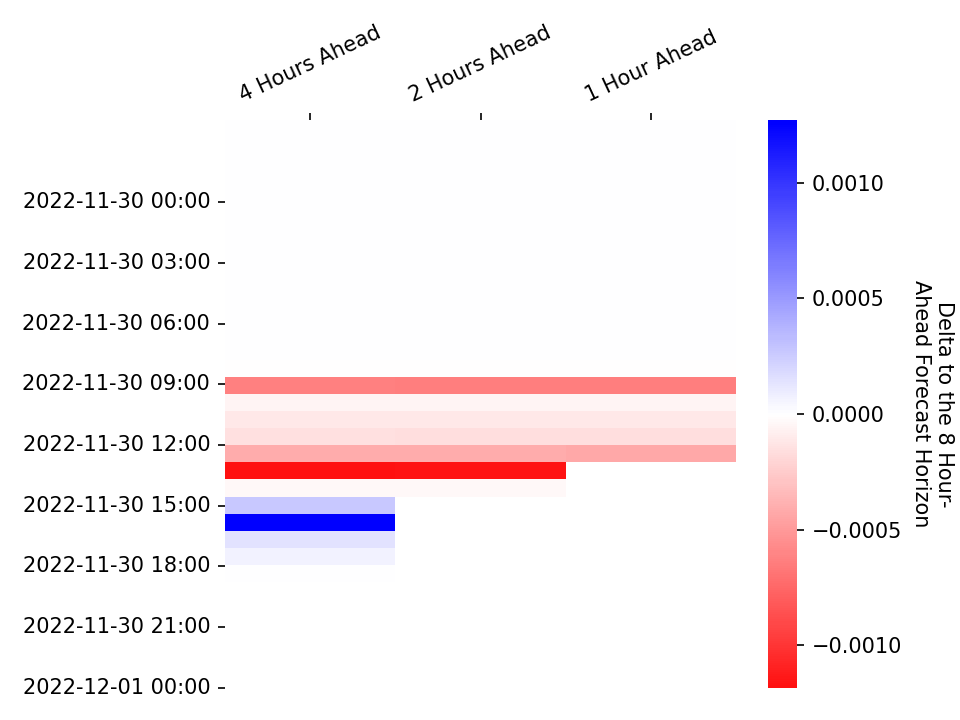 4 Hours Ahead
2 Hours Ahead
1 Hour Ahead
2022-11-30 00:00
2022-11-30 03:00
2022-11-30 06:00
2022-11-30 09:00
2022-11-30 12:00
2022-11-30 15:00
2022-11-30 18:00
2022-11-30 21:00
2022-12-01 00:00
0.0010
0.0005
0.0000
−0.0005
−0.0010
Delta to the 8 Hour-
Ahead Forecast Horizon